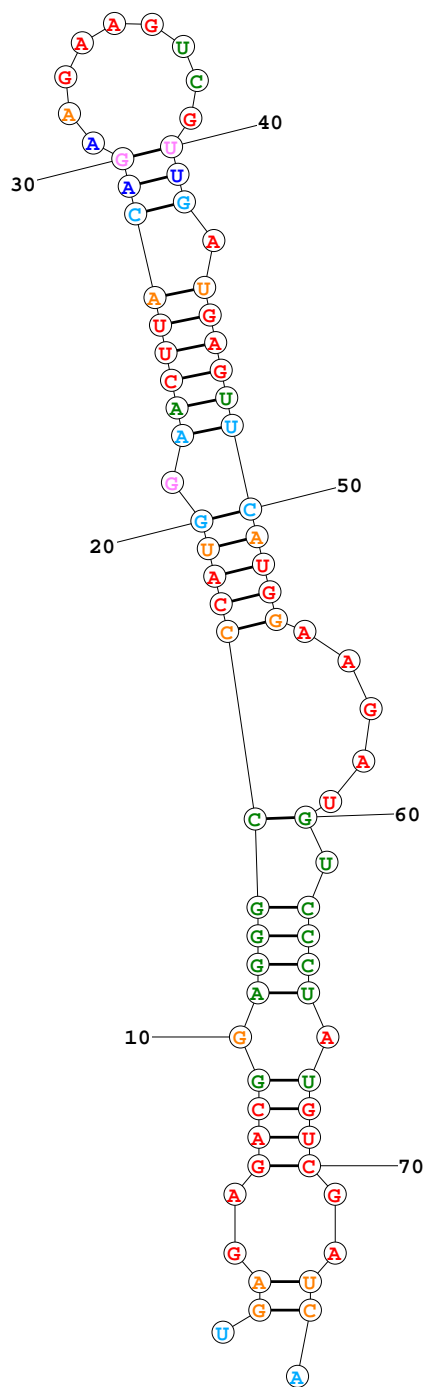 A A G U
A G C
A G 40
A G U
30 A U
C G
A
A U
U G
U A
C G
A U
A U
G 50
G C
20 U A
A U
C G
C G A
A
G
A
U
C G 60
U
G C
G C
G C
A U
10 G A
G U
C G
A U
G C 70
A G
G A
A U
G C
U
A